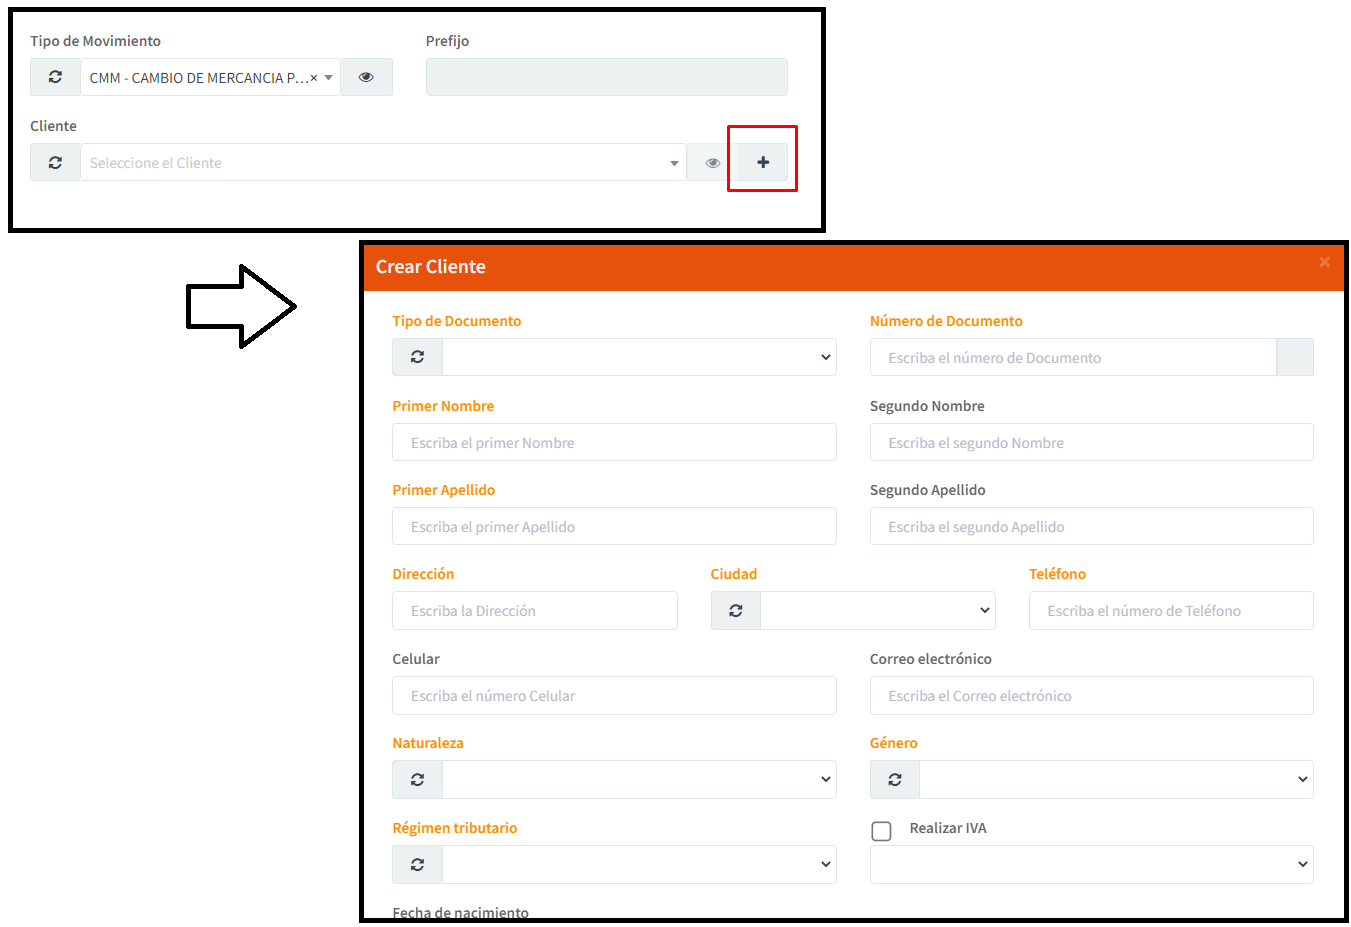 Tipo de Movimiento
Prefijo
CMM - CAMBIO DE MERCANCIA P...×
Cliente
Seleccione el Cliente
Crear Cliente
×
Tipo de Documento
Número de Documento
Escriba el número de Documento
Primer Nombre
Segundo Nombre
Escriba el primer Nombre
Escriba el segundo Nombre
Primer Apellido
Segundo Apellido
Escriba el primer Apellido
Escriba el segundo Apellido
Dirección
Ciudad
Teléfono
Escriba la Dirección
Escriba el número de Teléfono
Celular
Correo electrónico
Escriba el número Celular
Escriba el Correo electrónico
Naturaleza
Género
Régimen tributario
Realizar IVA
Fecha de nacimiento